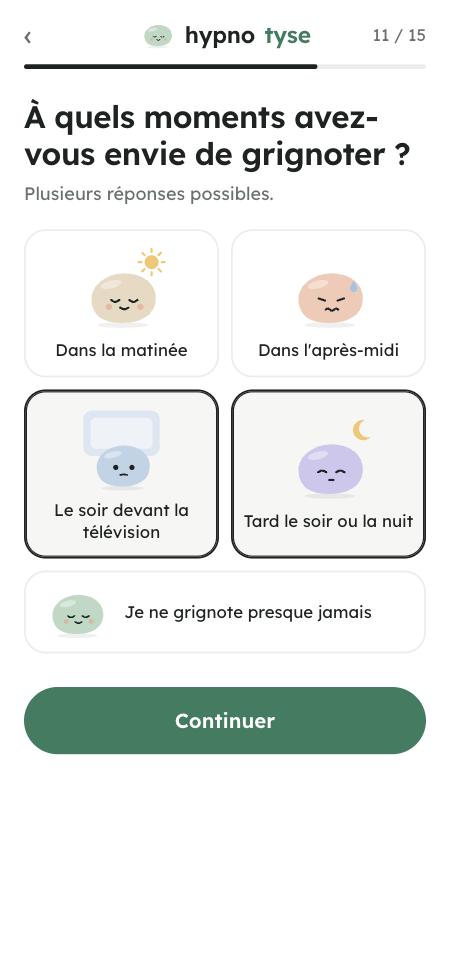 ‹ hypno tyse 11 / 15
À quels moments avez-
vous envie de grignoter ?
Plusieurs réponses possibles.
Dans la matinée
Dans l'après-midi
Le soir devant la
télévision
Tard le soir ou la nuit
Je ne grignote presque jamais
Continuer